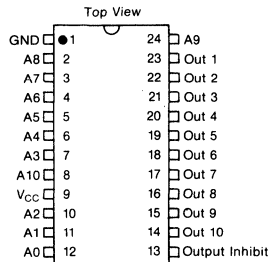 Top View
GND 1 24 A9
A8 2 23 Out 1
A7 3 22 Out 2
A6 4 21 Out 3
A5 5 20 Out 4
A4 6 19 Out 5
A3 7 18 Out 6
A10 8 17 Out 7
VCC 9 16 Out 8
A2 10 15 Out 9
A1 11 14 Out 10
A0 12 13 Output Inhibit